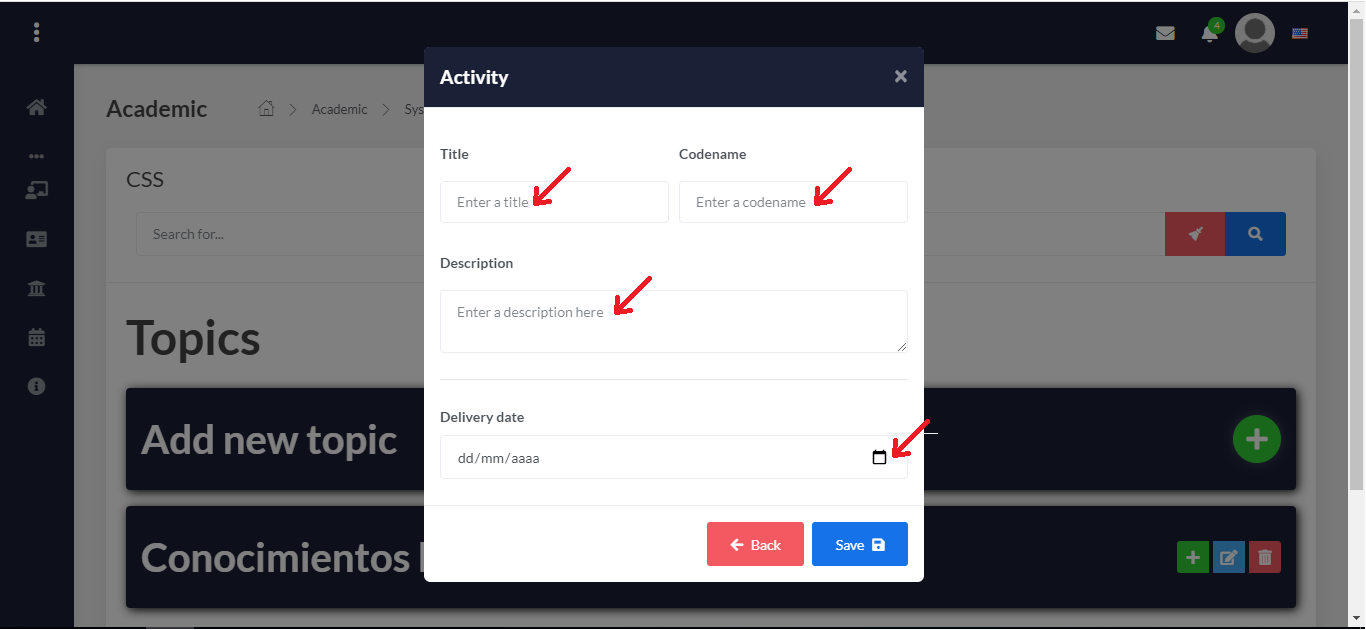 4
Activity ×
Academic
Academic
Sys
Title Codename
CSS
Enter a title Enter a codename
Search for...
Description
Enter a description here
Topics
Delivery date
Add new topic
dd/mm/aaaa
Back Save
Conocimientos